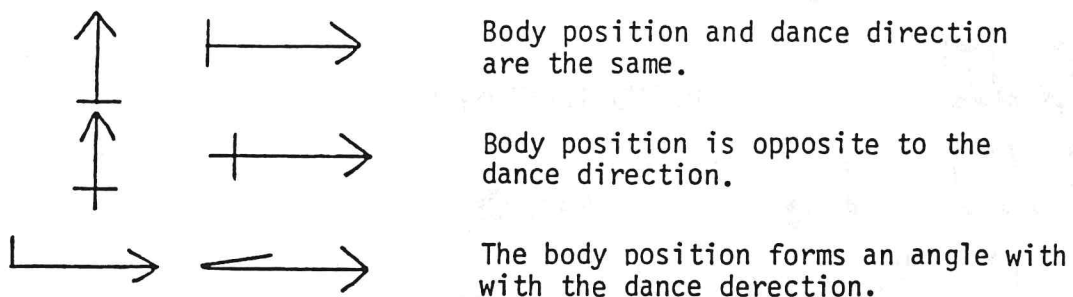 Body position and dance direction
are the same.
Body position is opposite to the
dance direction.
The body position forms an angle with
with the dance derection.